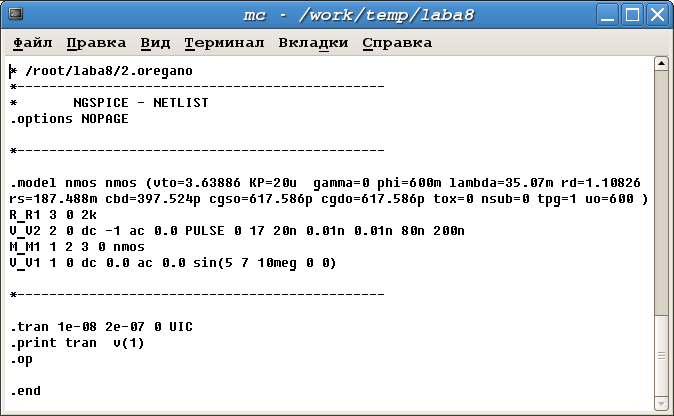 mc - /work/temp/laba8
Файл Правка Вид Терминал Вкладки Справка
* /root/laba8/2.oregano
*----------------------------------------------
*       NGSPICE - NETLIST
.options NOPAGE
*----------------------------------------------
.model nmos nmos (vto=3.63886 KP=20u  gamma=0 phi=600m lambda=35.07m rd=1.10826
rs=187.488m cbd=397.524p cgso=617.586p cgdo=617.586p tox=0 nsub=0 tpg=1 uo=600 )
R_R1 3 0 2k
V_V2 2 0 dc -1 ac 0.0 PULSE 0 17 20n 0.01n 0.01n 80n 200n
M_M1 1 2 3 0 nmos
V_V1 1 0 dc 0.0 ac 0.0 sin(5 7 10meg 0 0)
*----------------------------------------------
.tran 1e-08 2e-07 0 UIC
.print tran  v(1)
.op
.end